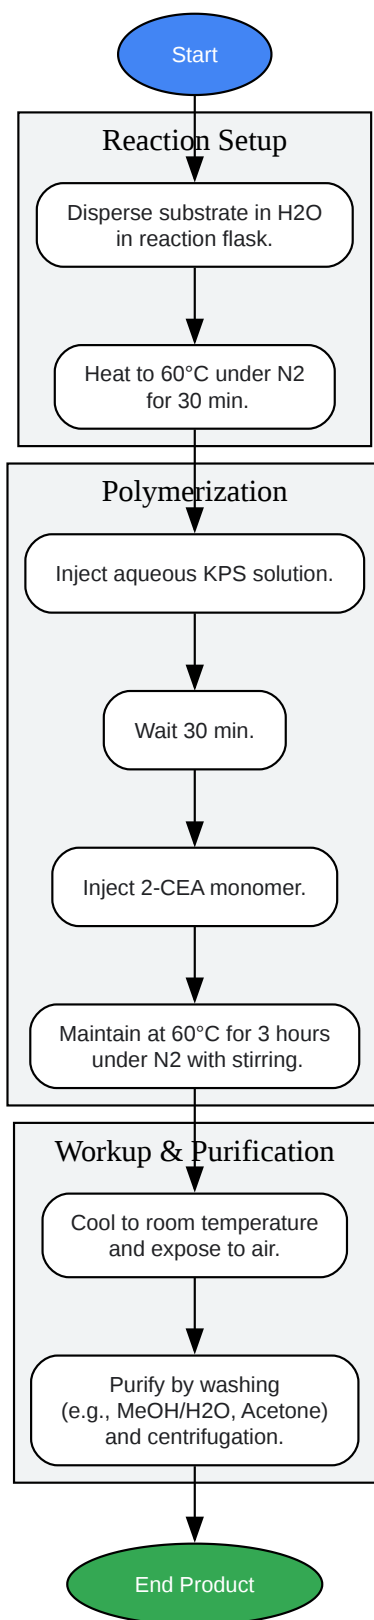 Start
Reaction Setup
Disperse substrate in H2O
in reaction flask.
Heat to 60°C under N2
for 30 min.
Polymerization
Inject aqueous KPS solution.
Wait 30 min.
Inject 2-CEA monomer.
Maintain at 60°C for 3 hours
under N2 with stirring.
Workup & Purification
Cool to room temperature
and expose to air.
Purify by washing
(e.g., MeOH/H2O, Acetone)
and centrifugation.
End Product